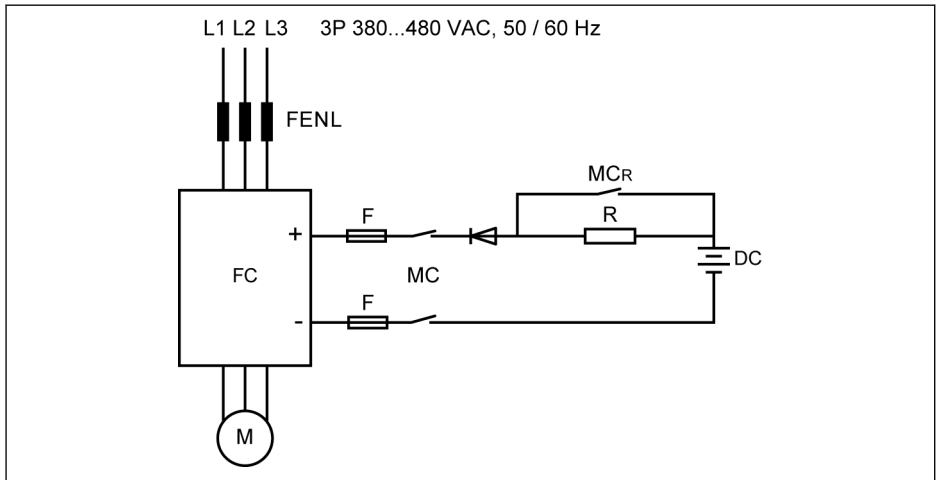 L1 L2 L3 3P 380...480 VAC, 50 / 60 Hz
FENL
MCR
F
R
+
DC
FC
MC
F
-
M